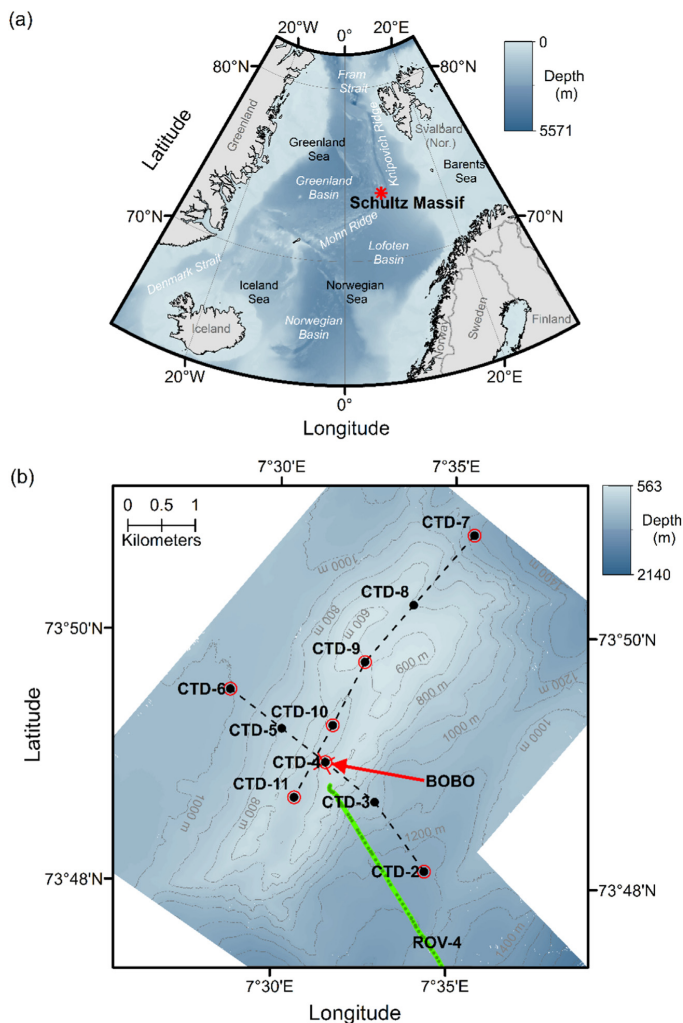 (a)
20°W
0°
20°E
80°N
80°N
Fram
Strait
Greenland
Svalbard
(Nor.)
Knipovich Ridge
Greenland
Sea
Barents
Sea
Greenland
Basin
Schultz Massif
70°N
70°N
Mohn Ridge
Lofoten
Basin
Denmark Strait
Iceland
Sea
Norwegian
Sea
Norwegian
Basin
Iceland
Norway
Sweden
Finland
20°W
0°
20°E
Latitude
Longitude
0
Depth
(m)
5571
(b)
7°30'E
7°35'E
0 0.5 1
Kilometers
563
Depth
(m)
2140
CTD-7
1000 m
1000 m
CTD-8
800 m
600 m
73°50'N
73°50'N
CTD-9
600 m
800 m
1200 m
CTD-6
1000 m
1000 m
CTD-10
CTD-5
CTD-4
BOBO
CTD-11
CTD-3
1000 m
800 m
1200 m
CTD-2
73°48'N
73°48'N
ROV-4
7°30'E
7°35'E
Latitude
Longitude